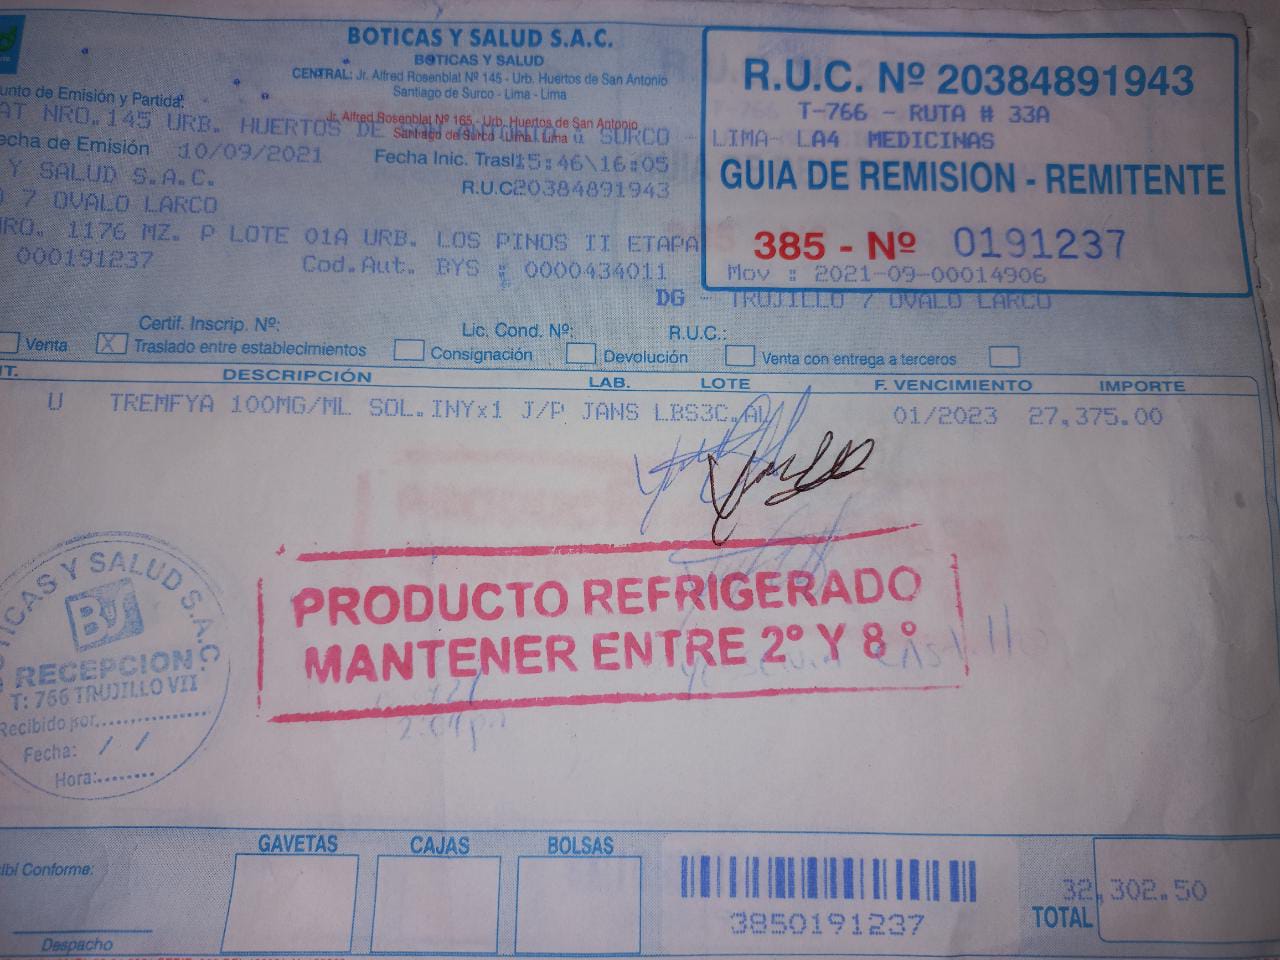 BOTICAS Y SALUD S.A.C.
BOTICAS Y SALUD
CENTRAL: Jr. Alfred Rosenblat Nº 145 - Urb. Huertos de San Antonio
Santiago de Surco - Lima - Lima
Jr. Alfred Rosenblat Nº 165 - Urb. Huertos de San Antonio
Santiago de Surco - Lima - Lima
R.U.C. Nº 20384891943
T-766 - RUTA # 33A
LA4 MEDICINAS
GUIA DE REMISION - REMITENTE
385 - Nº 0191237
Mov : 2021-09-00014906
unto de Emisión y Partida:
AT NRO.145 URB. HUERTOS DE SURCO - LIMA-
echa de Emisión 10/09/2021 Fecha Inic. Trasl 15:46\16:05
Y SALUD S.A.C. R.U.C 20384891943
7 OVALO LARCO
RO. 1176 MZ. P LOTE 01A URB. LOS PINOS II ETAPA
000191237 Cod.Aut. BYS : 0000434011
DG - TRUJILLO 7 OVALO LARCO
Certif. Inscrip. Nº: Lic. Cond. Nº: R.U.C.:
Venta X Traslado entre establecimientos Consignación Devolución Venta con entrega a terceros
T. DESCRIPCIÓN LAB. LOTE F. VENCIMIENTO IMPORTE
U TREMFYA 100MG/ML SOL.INYx1 J/P JANS LBS3C.AL 01/2023 27,375.00
PRODUCTO REFRIGERADO
MANTENER ENTRE 2° Y 8°
BOTICAS Y SALUD S.A.C.
BYS
RECEPCION
T: 766 TRUJILLO VII
Recibido por
Fecha: / /
Hora:
GAVETAS CAJAS BOLSAS
ibí Conforme:
Despacho
3850191237
32,302.50
TOTAL